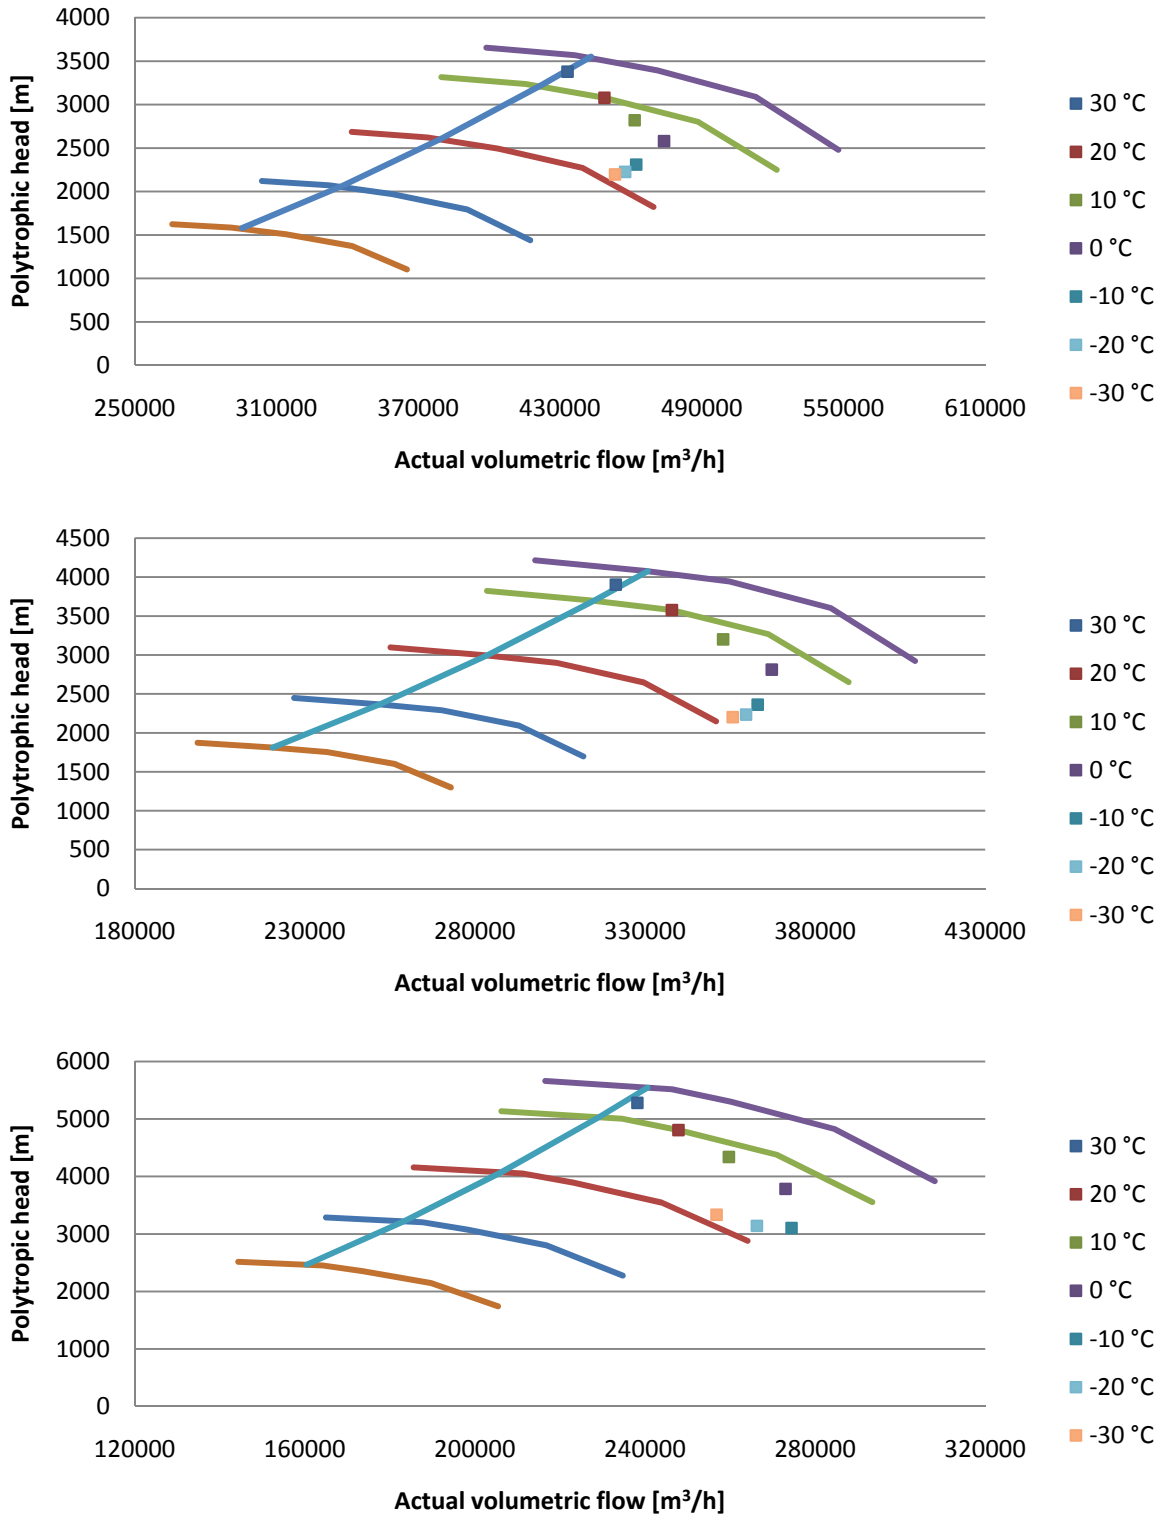 4000
3500
3000
2500
2000
1500
1000
500
0
Polytrophic head [m]
250000 310000 370000 430000 490000 550000 610000
Actual volumetric flow [m³/h]
30 °C
20 °C
10 °C
0 °C
-10 °C
-20 °C
-30 °C
4500
4000
3500
3000
2500
2000
1500
1000
500
0
Polytrophic head [m]
180000 230000 280000 330000 380000 430000
Actual volumetric flow [m³/h]
30 °C
20 °C
10 °C
0 °C
-10 °C
-20 °C
-30 °C
6000
5000
4000
3000
2000
1000
0
Polytropic head [m]
120000 160000 200000 240000 280000 320000
Actual volumetric flow [m³/h]
30 °C
20 °C
10 °C
0 °C
-10 °C
-20 °C
-30 °C